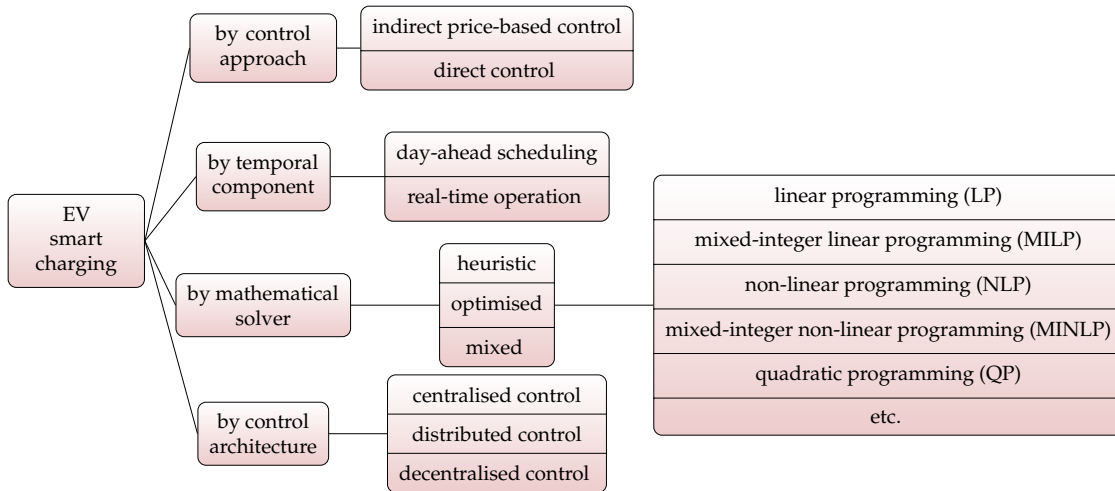 EV
smart
charging
by control
approach
indirect price-based control
direct control
by temporal
component
day-ahead scheduling
real-time operation
by mathematical
solver
heuristic
optimised
mixed
linear programming (LP)
mixed-integer linear programming (MILP)
non-linear programming (NLP)
mixed-integer non-linear programming (MINLP)
quadratic programming (QP)
etc.
by control
architecture
centralised control
distributed control
decentralised control